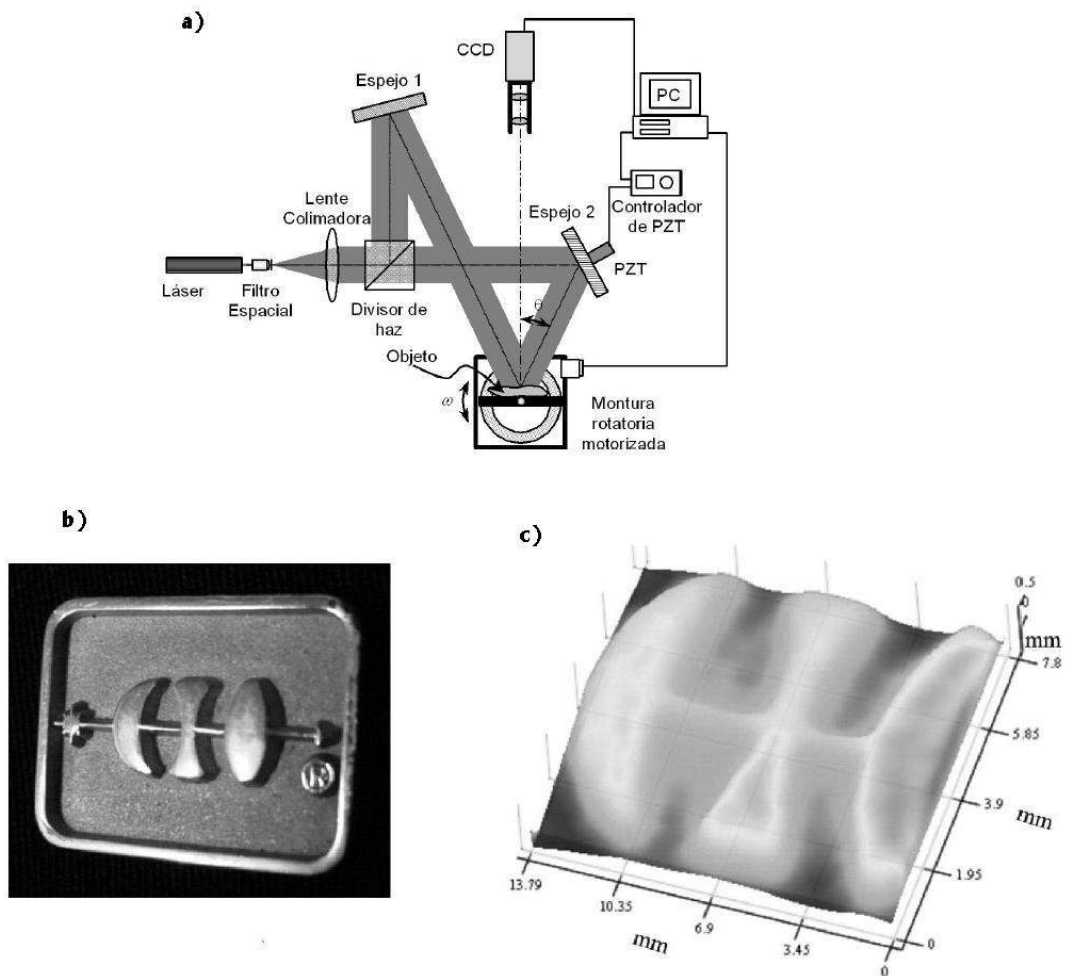 a)
CCD
Espejo 1
PC
Lente
Colimadora
Espejo 2
Controlador
de PZT
PZT
θ
Láser
Filtro
Espacial
Divisor de
haz
Objeto
ω
Montura
rotatoria
motorizada
b)
R
c)
0.5
0
mm
7.8
5.85
3.9
mm
1.95
0
13.79
10.35
6.9
3.45
0
mm